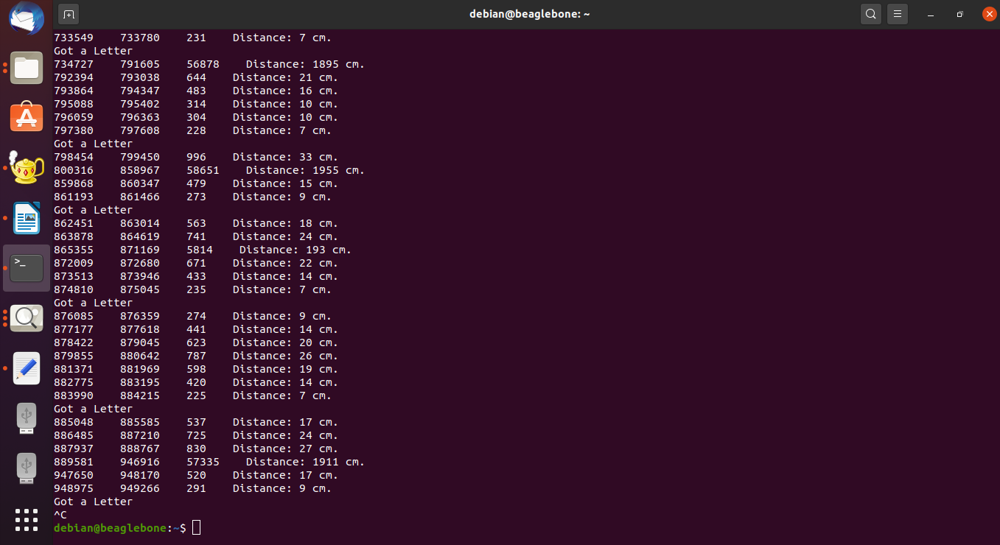 debian@beaglebone: ~
733549    733780    231    Distance: 7 cm.
Got a Letter
734727    791605    56878    Distance: 1895 cm.
792394    793038    644    Distance: 21 cm.
793864    794347    483    Distance: 16 cm.
795088    795402    314    Distance: 10 cm.
796059    796363    304    Distance: 10 cm.
797380    797608    228    Distance: 7 cm.
Got a Letter
798454    799450    996    Distance: 33 cm.
800316    858967    58651    Distance: 1955 cm.
859868    860347    479    Distance: 15 cm.
861193    861466    273    Distance: 9 cm.
Got a Letter
862451    863014    563    Distance: 18 cm.
863878    864619    741    Distance: 24 cm.
865355    871169    5814    Distance: 193 cm.
872009    872680    671    Distance: 22 cm.
873513    873946    433    Distance: 14 cm.
874810    875045    235    Distance: 7 cm.
Got a Letter
876085    876359    274    Distance: 9 cm.
877177    877618    441    Distance: 14 cm.
878422    879045    623    Distance: 20 cm.
879855    880642    787    Distance: 26 cm.
881371    881969    598    Distance: 19 cm.
882775    883195    420    Distance: 14 cm.
883990    884215    225    Distance: 7 cm.
Got a Letter
885048    885585    537    Distance: 17 cm.
886485    887210    725    Distance: 24 cm.
887937    888767    830    Distance: 27 cm.
889581    946916    57335    Distance: 1911 cm.
947650    948170    520    Distance: 17 cm.
948975    949266    291    Distance: 9 cm.
Got a Letter
^C
debian@beaglebone:~$